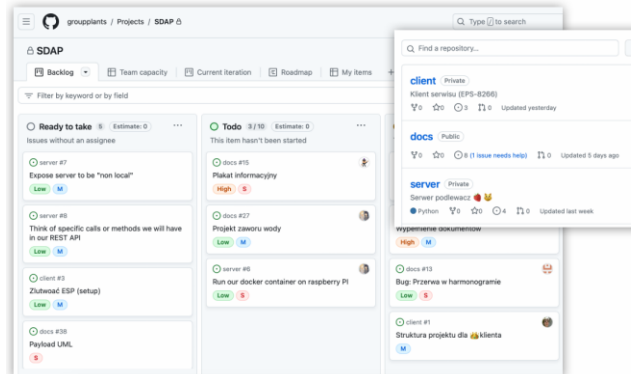 groupplants / Projects / SDAP
Type / to search
SDAP
Backlog
Team capacity
Current iteration
Roadmap
My items
Filter by keyword or by field
Ready to take 5 Estimate: 0
Issues without an assignee
server #7
Expose server to be "non local"
Low M
server #8
Think of specific calls or methods we will have
in our REST API
Low M
client #3
Zlutwoać ESP (setup)
Low M
docs #38
Payload UML
S
Todo 3 / 10 Estimate: 0
This item hasn't been started
docs #15
Plakat informacyjny
High S
docs #27
Projekt zaworu wody
Low M
server #6
Run our docker container on raspberry PI
Low S
Wypełnienie dokumentów
High M
docs #13
Bug: Przerwa w harmonogramie
Low S
client #1
Struktura projektu dla klienta
M
Find a repository...
client Private
Klient serwisu (EPS-8266)
0 0 3 0 Updated yesterday
docs Public
0 0 8 (1 issue needs help) 0 Updated 5 days ago
server Private
Serwer podlewacz
Python 0 0 4 0 Updated last week